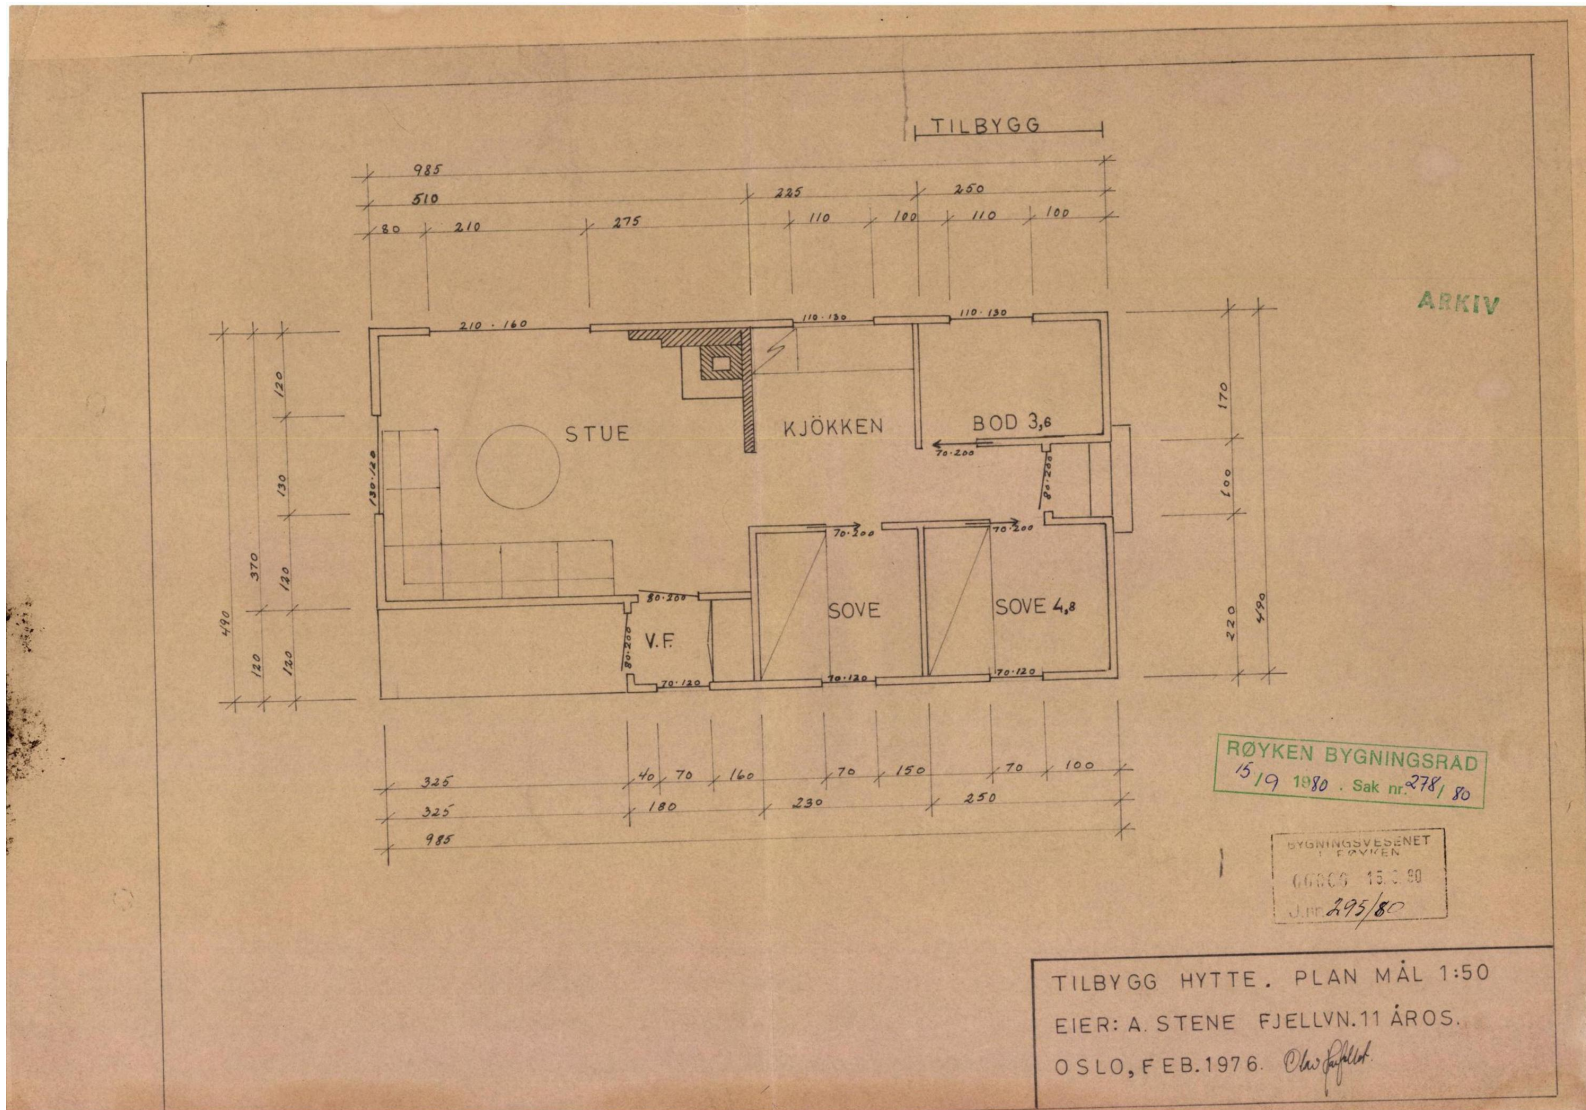 TILBYGG
985
510 225 250
80 210 275 110 100 110 100
ARKIV
210·160 110·130 110·130
120
130
120
120
370
120
490
130·120
STUE
KJÖKKEN
BOD 3,6
70·200
80·200
170
100
220
490
70·200 70·200
80·200
80·200
V.F.
SOVE
SOVE 4,8
70·120 70·120 70·120
325 40 70 160 70 150 70 100
325 180 230 250
985
RØYKEN BYGNINGSRÅD
15/9 1980. Sak nr. 278/80
BYGNINGSVESENET
I RØYKEN
J.nr. 295/80
TILBYGG HYTTE. PLAN MÅL 1:50
EIER: A. STENE FJELLVN. 11 ÅROS.
OSLO, FEB. 1976. Olav